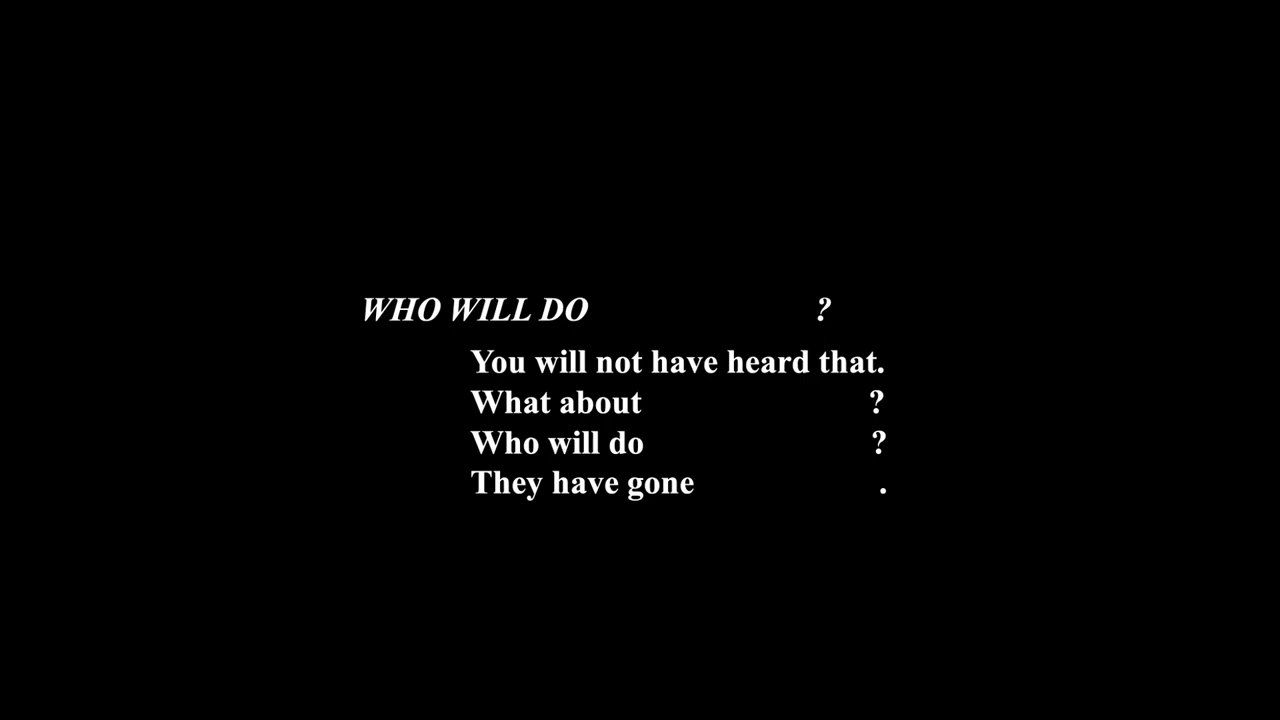 WHO WILL DO ?
You will not have heard that.
What about ?
Who will do ?
They have gone .